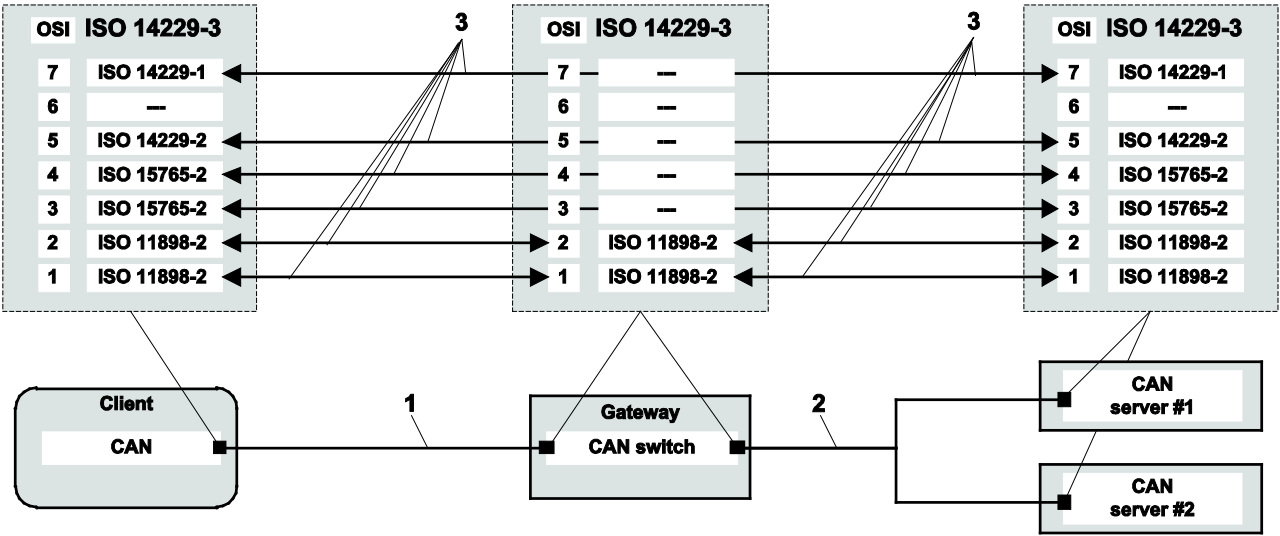 3 3
OSI ISO 14229-3 OSI ISO 14229-3 OSI ISO 14229-3
7 ISO 14229-1 7 --- 7 ISO 14229-1
6 --- 6 --- 6 ---
5 ISO 14229-2 5 --- 5 ISO 14229-2
4 ISO 15765-2 4 --- 4 ISO 15765-2
3 ISO 15765-2 3 --- 3 ISO 15765-2
2 ISO 11898-2 2 ISO 11898-2 2 ISO 11898-2
1 ISO 11898-2 1 ISO 11898-2 1 ISO 11898-2
Client
CAN
1
Gateway
CAN switch
2
CAN
server #1
CAN
server #2